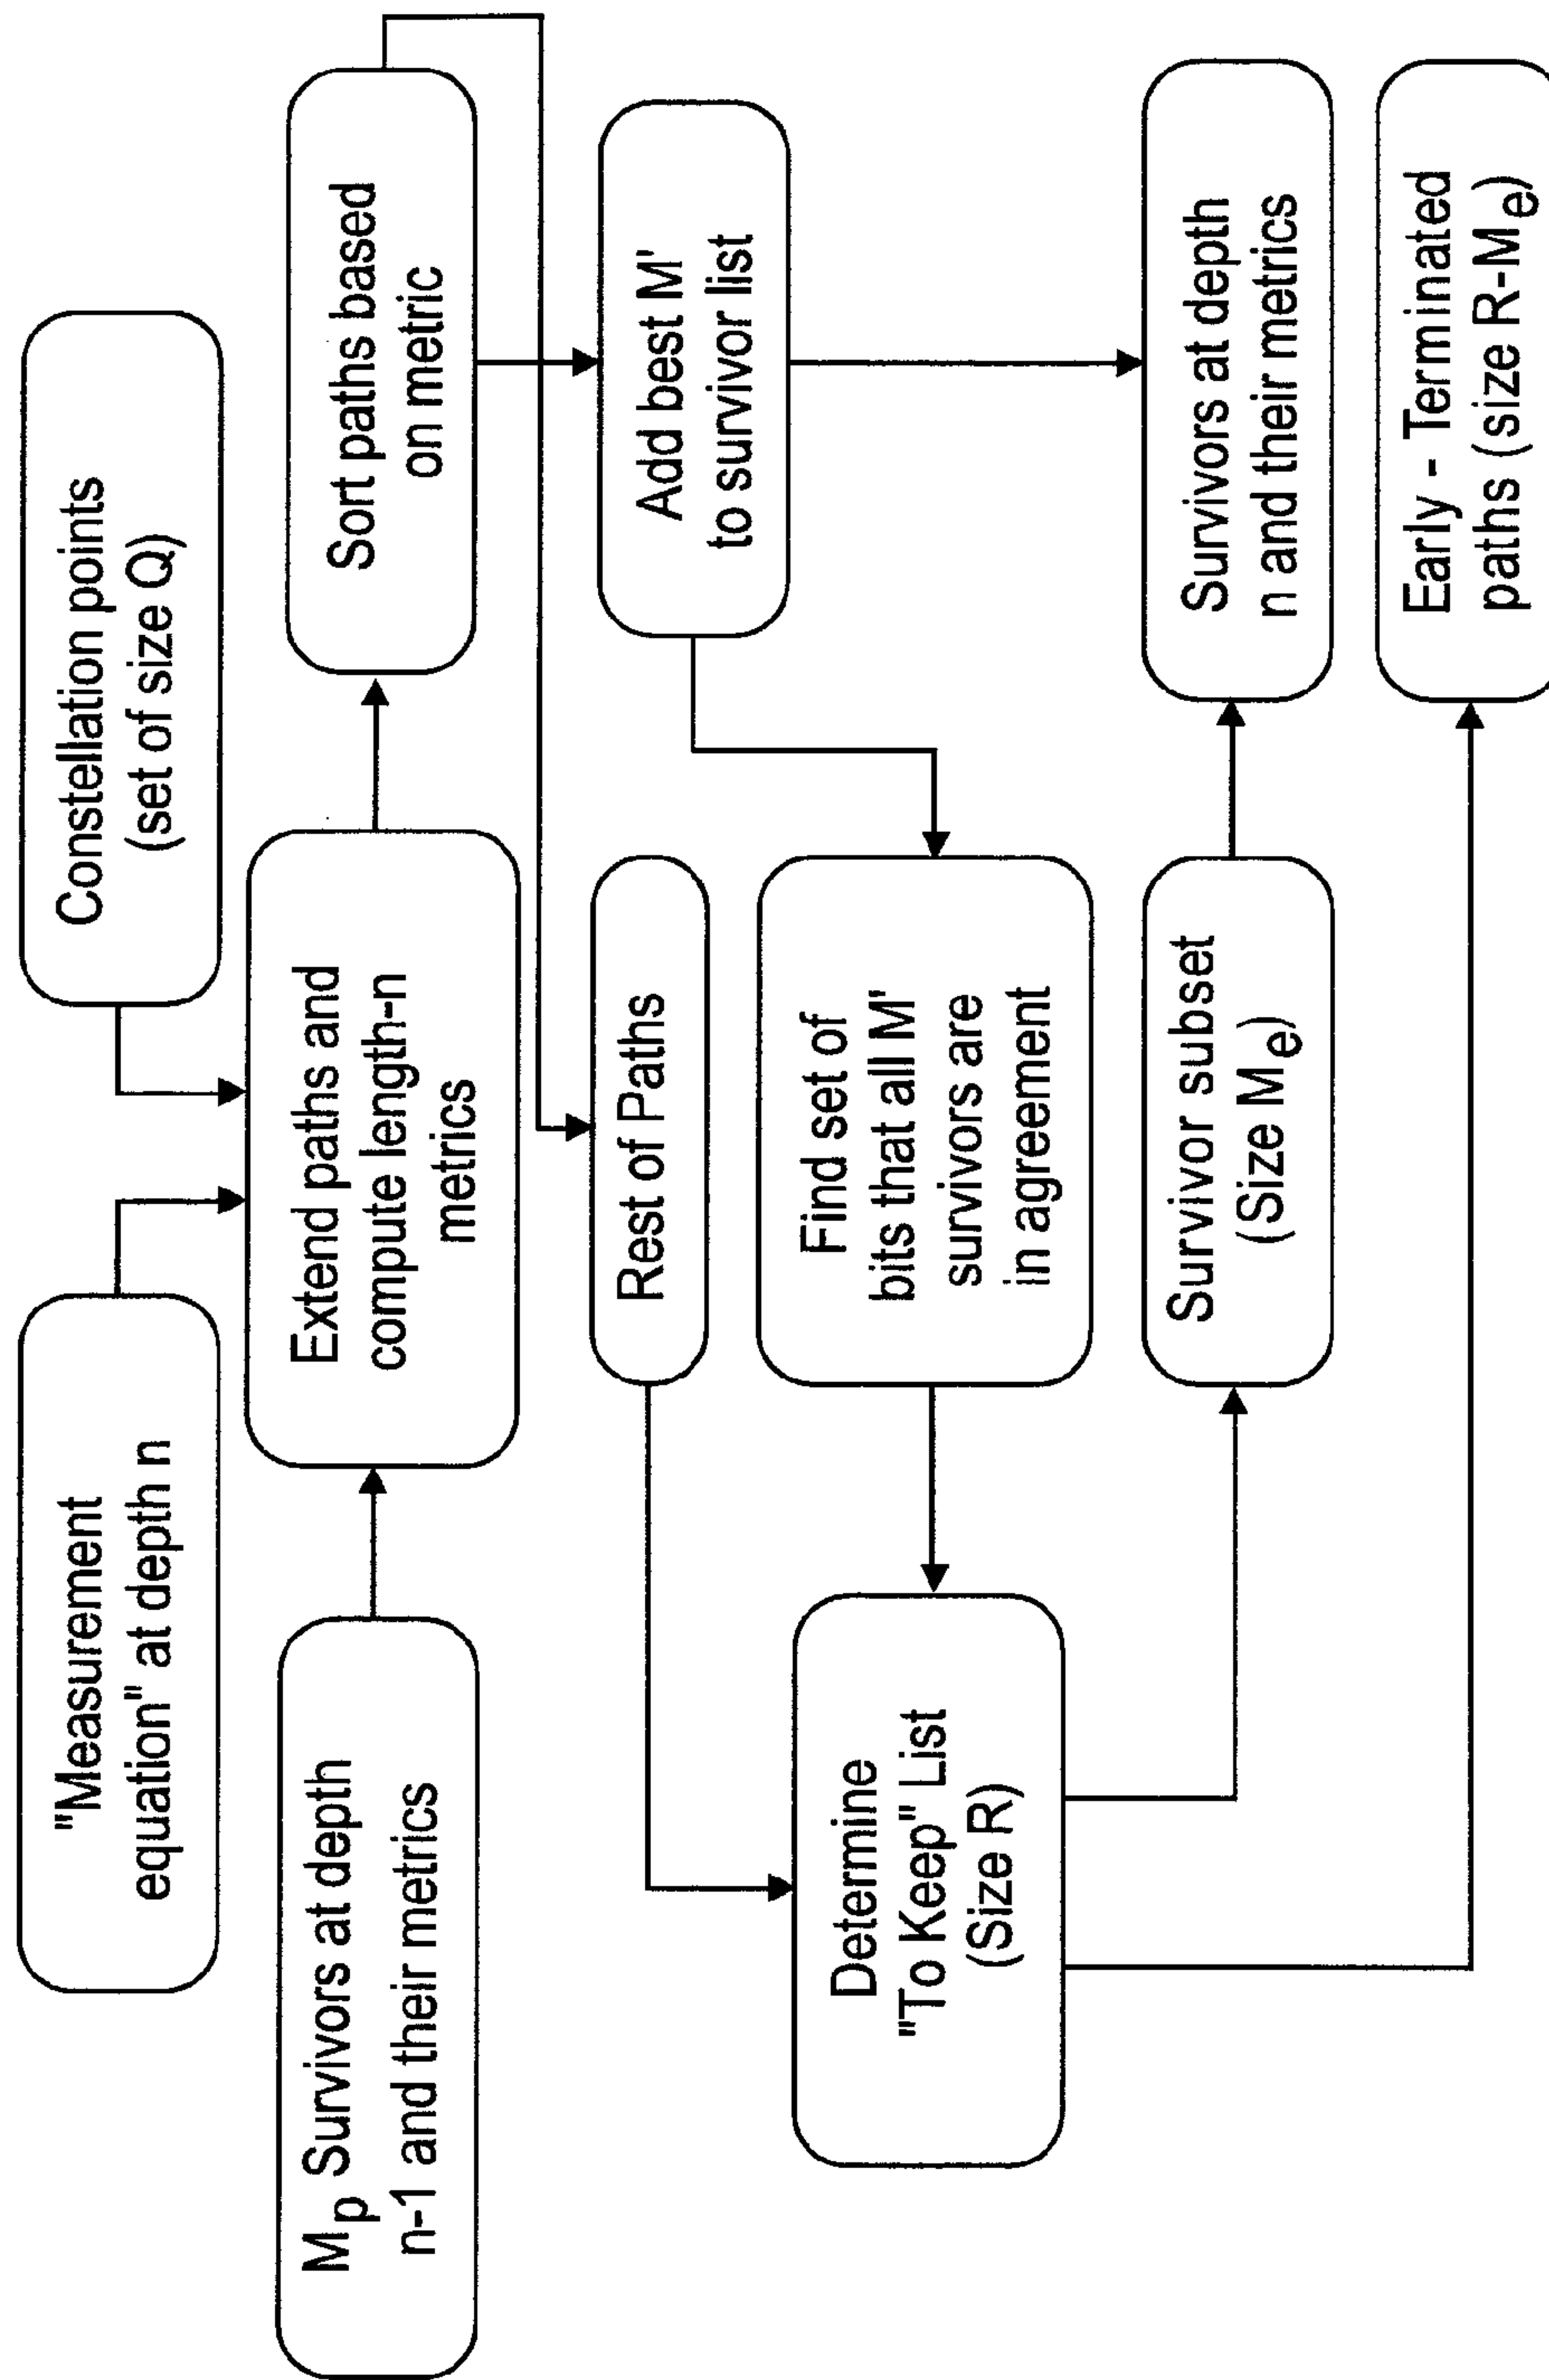 "Measurement
equation" at depth n
Constellation points
(set of size Q)
Mp Survivors at depth
n-1 and their metrics
Extend paths and
compute length-n
metrics
Sort paths based
on metric
Rest of Paths
Add best M'
to survivor list
Determine
"To Keep" List
(Size R)
Find set of
bits that all M'
survivors are
in agreement
Survivor subset
(Size Me)
Survivors at depth
n and their metrics
Early - Terminated
paths (size R-Me)